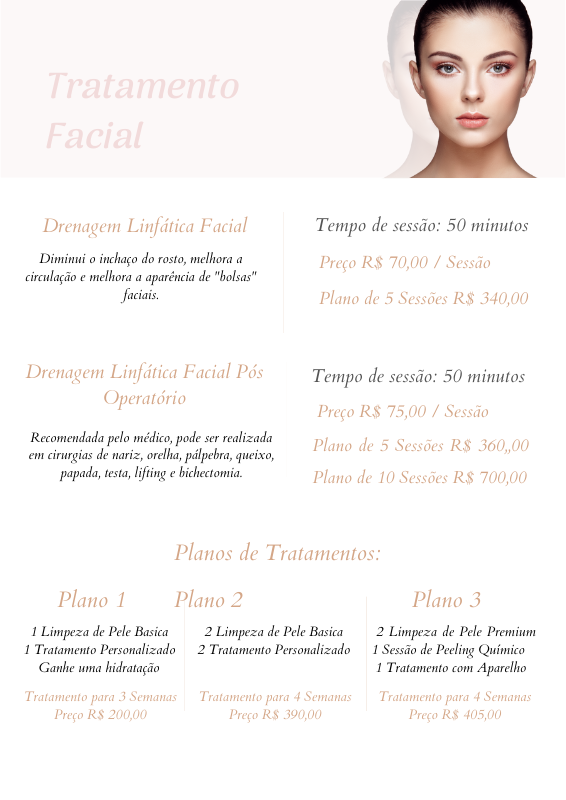 Tratamento
Facial
Drenagem Linfática Facial
Diminui o inchaço do rosto, melhora a
circulação e melhora a aparência de "bolsas"
faciais.
Tempo de sessão: 50 minutos
Preço R$ 70,00 / Sessão
Plano de 5 Sessões R$ 340,00
Drenagem Linfática Facial Pós
Operatório
Recomendada pelo médico, pode ser realizada
em cirurgias de nariz, orelha, pálpebra, queixo,
papada, testa, lifting e bichectomia.
Tempo de sessão: 50 minutos
Preço R$ 75,00 / Sessão
Plano de 5 Sessões R$ 360,,00
Plano de 10 Sessões R$ 700,00
Planos de Tratamentos:
Plano 1
1 Limpeza de Pele Basica
1 Tratamento Personalizado
Ganhe uma hidratação
Tratamento para 3 Semanas
Preço R$ 200,00
Plano 2
2 Limpeza de Pele Basica
2 Tratamento Personalizado
Tratamento para 4 Semanas
Preço R$ 390,00
Plano 3
2 Limpeza de Pele Premium
1 Sessão de Peeling Químico
1 Tratamento com Aparelho
Tratamento para 4 Semanas
Preço R$ 405,00